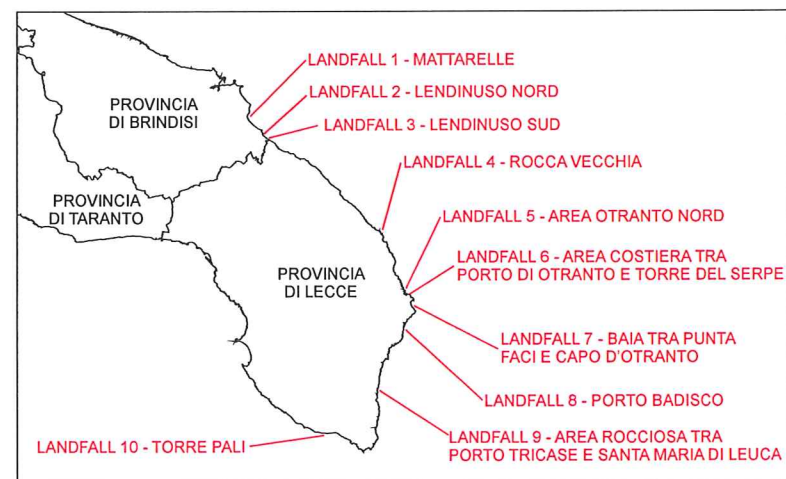 LANDFALL 1 - MATTARELLE
LANDFALL 2 - LENDINUSO NORD
LANDFALL 3 - LENDINUSO SUD
PROVINCIA
DI BRINDISI
LANDFALL 4 - ROCCA VECCHIA
PROVINCIA
DI TARANTO
LANDFALL 5 - AREA OTRANTO NORD
LANDFALL 6 - AREA COSTIERA TRA
PORTO DI OTRANTO E TORRE DEL SERPE
PROVINCIA
DI LECCE
LANDFALL 7 - BAIA TRA PUNTA
FACI E CAPO D'OTRANTO
LANDFALL 8 - PORTO BADISCO
LANDFALL 9 - AREA ROCCIOSA TRA
PORTO TRICASE E SANTA MARIA DI LEUCA
LANDFALL 10 - TORRE PALI